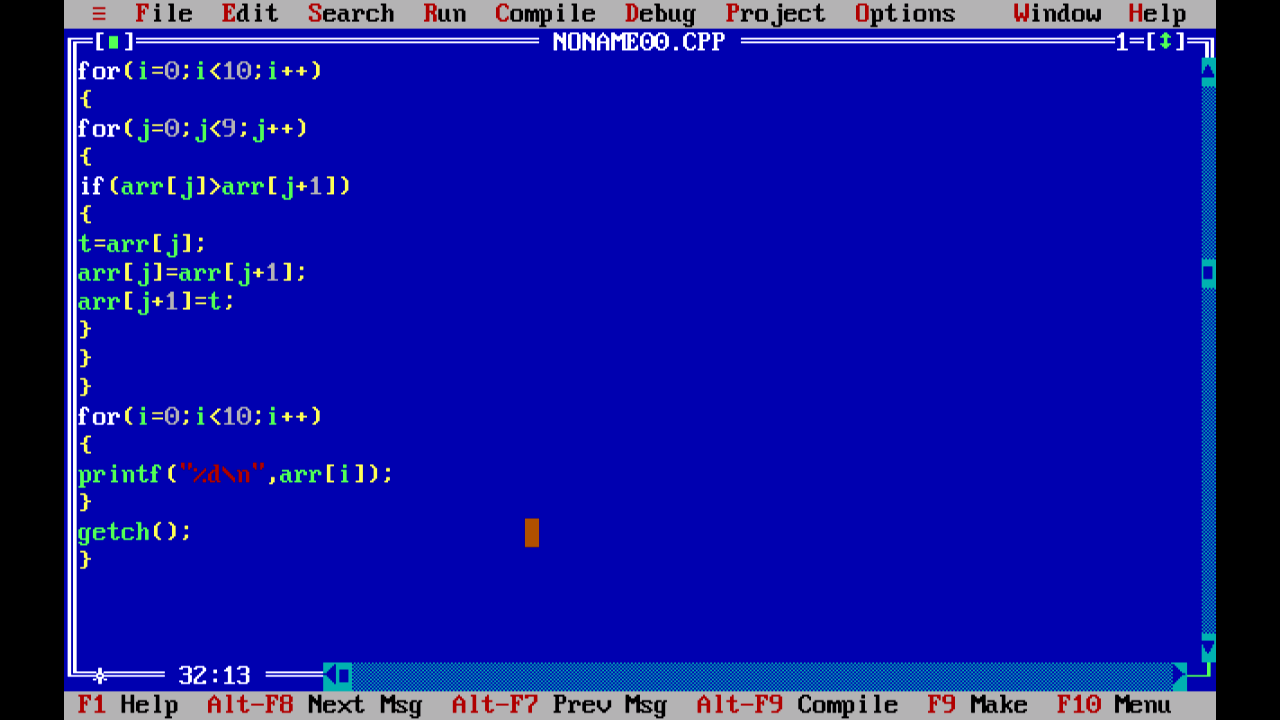 ≡ File Edit Search Run Compile Debug Project Options Window Help
[■] NONAME00.CPP 1=[↕]
for(i=0;i<10;i++)
{
for(j=0;j<9;j++)
{
if(arr[j]>arr[j+1])
{
t=arr[j];
arr[j]=arr[j+1];
arr[j+1]=t;
}
}
}
for(i=0;i<10;i++)
{
printf("%d\n",arr[i]);
}
getch();
}
32:13
F1 Help Alt-F8 Next Msg Alt-F7 Prev Msg Alt-F9 Compile F9 Make F10 Menu